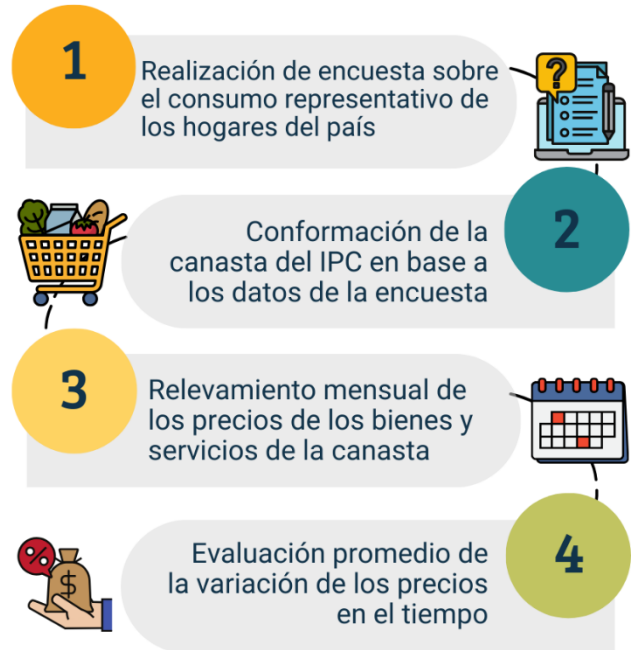 1
Realización de encuesta sobre
el consumo representativo de
los hogares del país
?
2
Conformación de la
canasta del IPC en base a
los datos de la encuesta
3
Relevamiento mensual de
los precios de los bienes y
servicios de la canasta
4
Evaluación promedio de
la variación de los precios
en el tiempo
%
$